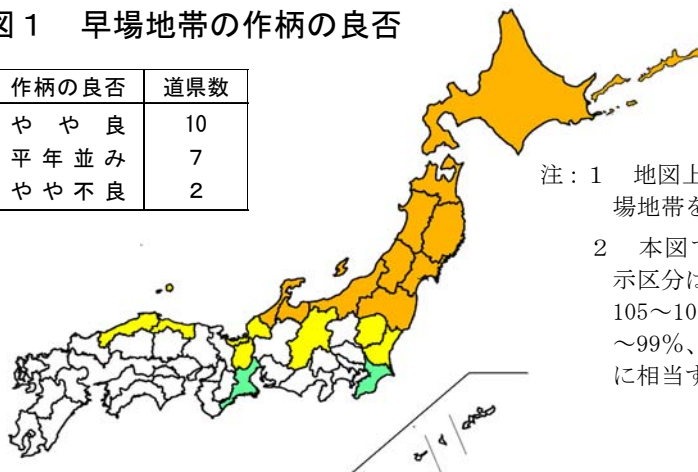 図１　早場地帯の作柄の良否
作柄の良否 道県数
や や 良 10
平年並み 7
やや不良 2
注：１　地図上
場地帯を
２　本図で
示区分は
105～10
～99％、
に相当す